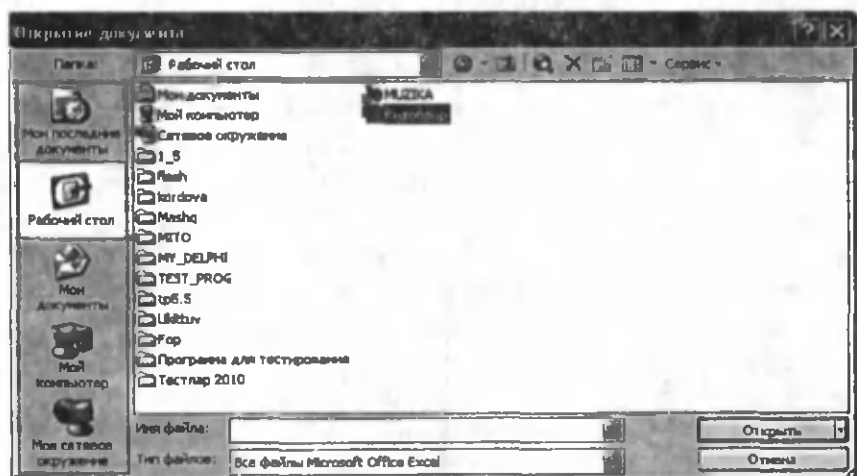 Открытие документа
Папка:
Рабочий стол
Сервис
Мои последние документы
Рабочий стол
Мои документы
Мой компьютер
Мое сетевое окружение
Мои документы
Мой компьютер
Сетевое окружение
1_5
flash
kordova
Mashq
MITO
MY_DELPHI
TEST_PROG
tp5.5
Ukituv
Fop
Программа для тестирования
Тестлар 2010
MUZIKA
Имя файла:
Открыть
Тип файлов:
Все файлы Microsoft Office Excel
Отмена